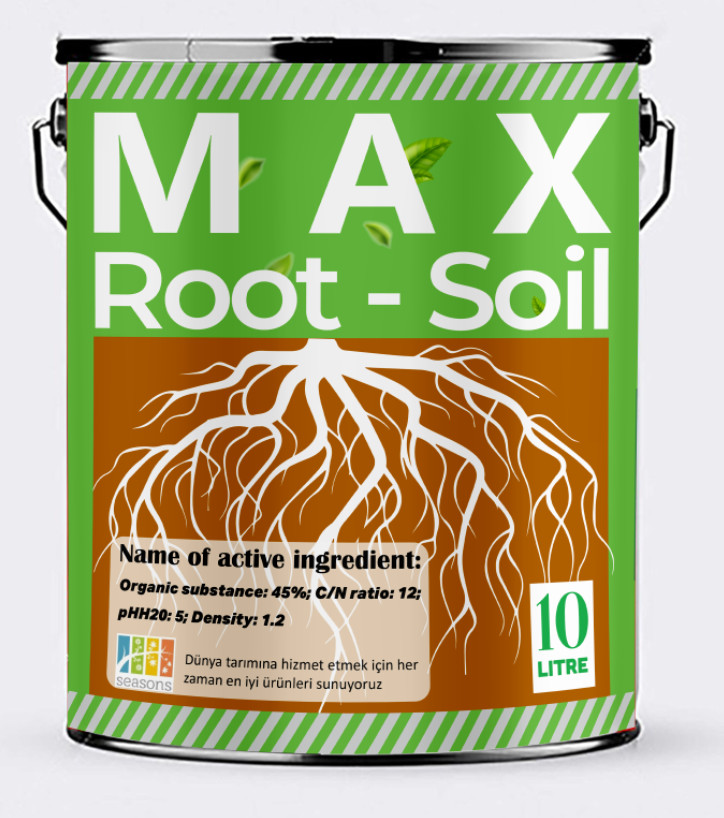 MAX
Root - Soil
Name of active ingredient:
Organic substance: 45%; C/N ratio: 12;
pHH20: 5; Density: 1.2
seasons
Dünya tarımına hizmet etmek için her
zaman en iyi ürünleri sunuyoruz
10
LITRE